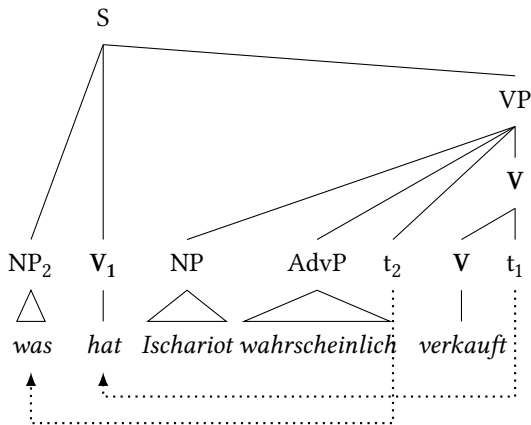 S
VP
V
NP₂ V₁ NP AdvP t₂ V t₁
was hat Ischariot wahrscheinlich verkauft